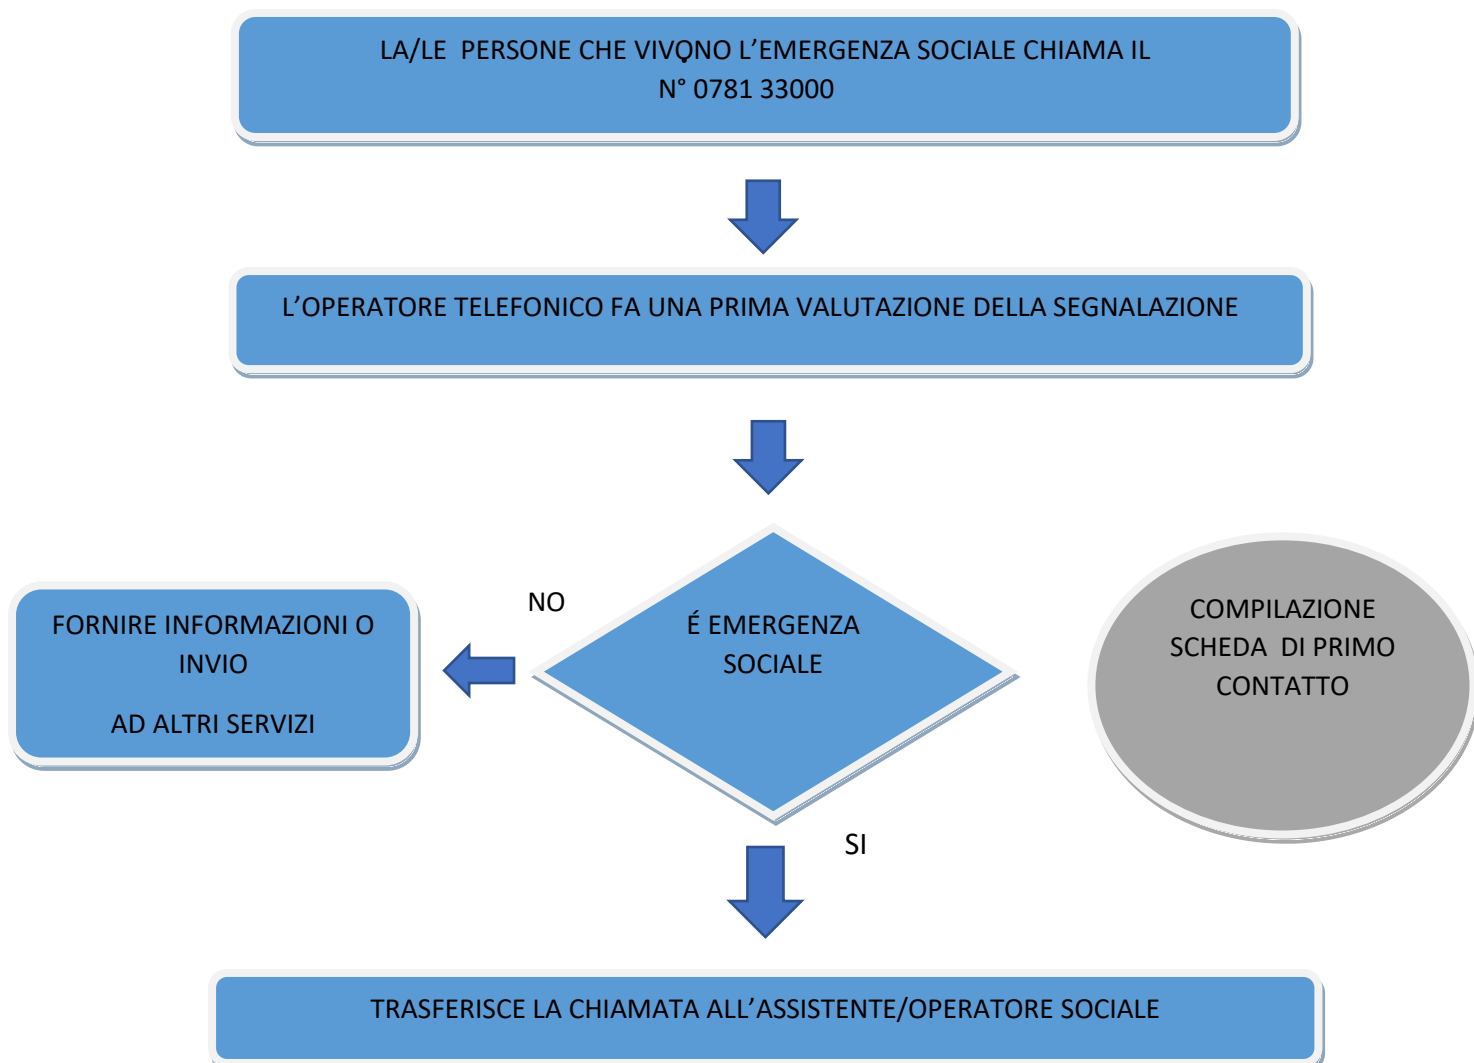 LA/LE PERSONE CHE VIVONO L’EMERGENZA SOCIALE CHIAMA IL
N° 0781 33000
L’OPERATORE TELEFONICO FA UNA PRIMA VALUTAZIONE DELLA SEGNALAZIONE
NO
FORNIRE INFORMAZIONI O
INVIO
AD ALTRI SERVIZI
É EMERGENZA
SOCIALE
COMPILAZIONE
SCHEDA DI PRIMO
CONTATTO
SI
TRASFERISCE LA CHIAMATA ALL’ASSISTENTE/OPERATORE SOCIALE